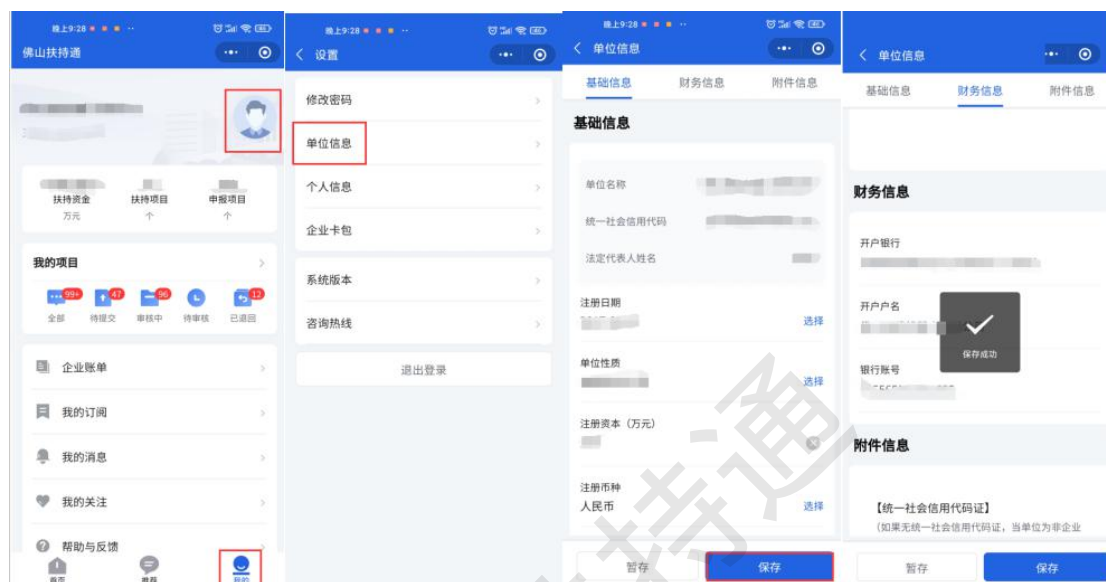 晚上9:28
佛山扶持通
扶持资金
扶持项目
申报项目
万元
个
个
我的项目
99+
47
96
12
全部
待提交
审核中
待审核
已退回
企业账单
我的订阅
我的消息
我的关注
帮助与反馈
首页
推荐
我的
晚上9:28
设置
修改密码
单位信息
个人信息
企业卡包
系统版本
咨询热线
退出登录
晚上9:28
单位信息
基础信息 财务信息 附件信息
基础信息
单位名称
统一社会信用代码
法定代表人姓名
注册日期
选择
单位性质
选择
注册资本（万元）
注册币种
人民币 选择
暂存 保存
单位信息
基础信息 财务信息 附件信息
财务信息
开户银行
开户户名
保存成功
银行账号
附件信息
【统一社会信用代码证】
（如果无统一社会信用代码证，当单位为非企业
暂存 保存
持通